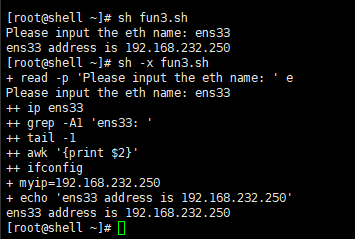 [root@shell ~]# sh fun3.sh
Please input the eth name: ens33
ens33 address is 192.168.232.250
[root@shell ~]# sh -x fun3.sh
+ read -p 'Please input the eth name: ' e
Please input the eth name: ens33
++ ip ens33
++ grep -A1 'ens33: '
++ tail -1
++ awk '{print $2}'
++ ifconfig
+ myip=192.168.232.250
+ echo 'ens33 address is 192.168.232.250'
ens33 address is 192.168.232.250
[root@shell ~]#